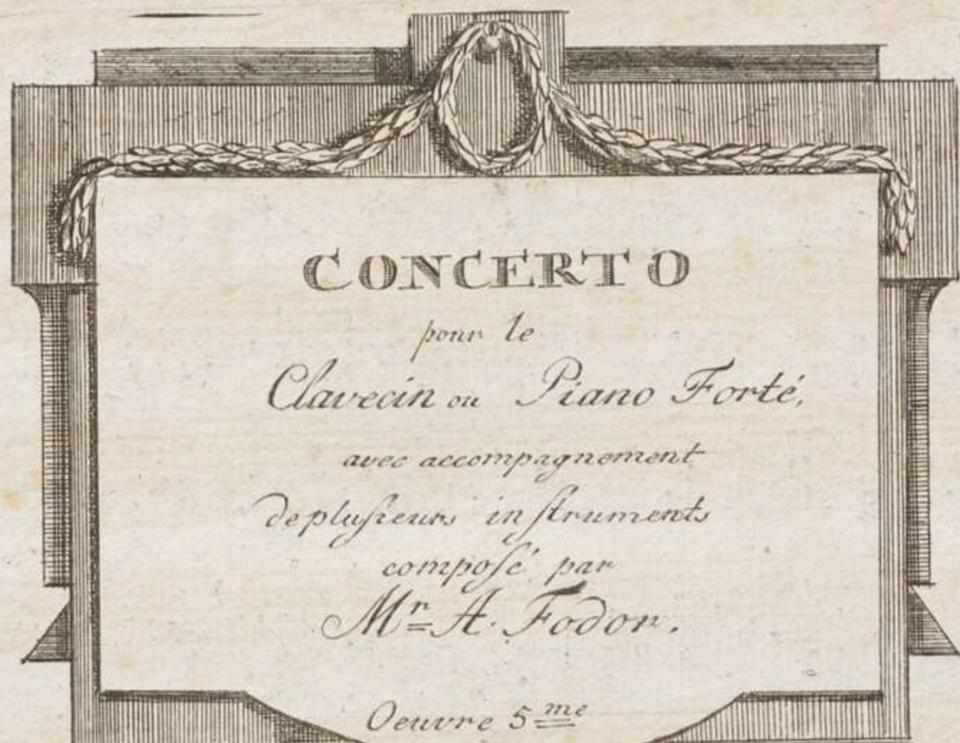 CONCERTO
pour le
Clavecin ou Piano Forté,
avec accompagnement
de plusieurs inſtruments
compoſé par
Mr A. Fodor.
Oeuvre 5me